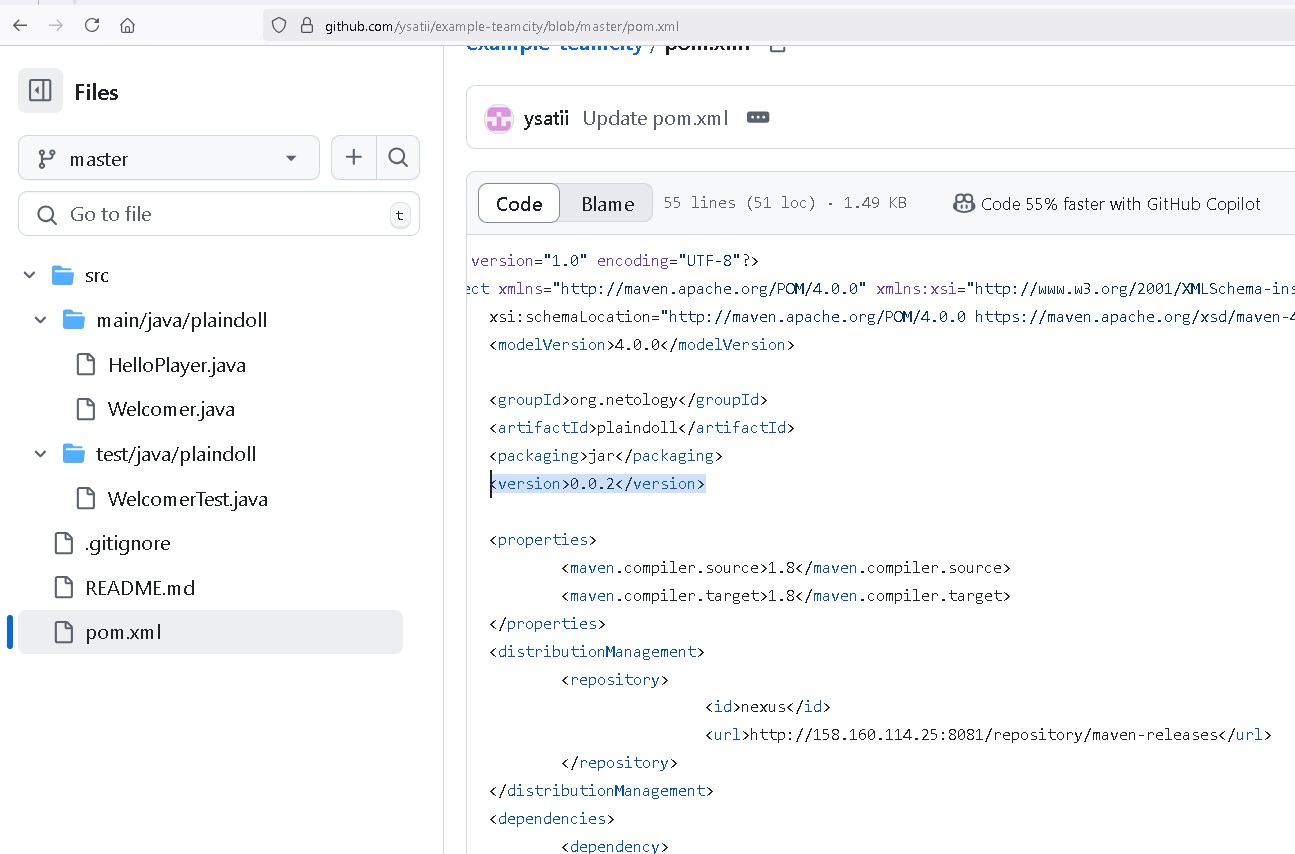 github.com/ysatii/example-teamcity/blob/master/pom.xml
example-teamcity / pom.xml
Files
ysatii Update pom.xml
master
Code Blame 55 lines (51 loc) · 1.49 KB Code 55% faster with GitHub Copilot
Go to file t
version="1.0" encoding="UTF-8"?>
ect xmlns="http://maven.apache.org/POM/4.0.0" xmlns:xsi="http://www.w3.org/2001/XMLSchema-ins
xsi:schemaLocation="http://maven.apache.org/POM/4.0.0 https://maven.apache.org/xsd/maven-4
<modelVersion>4.0.0</modelVersion>
<groupId>org.netology</groupId>
<artifactId>plaindoll</artifactId>
<packaging>jar</packaging>
<version>0.0.2</version>
<properties>
<maven.compiler.source>1.8</maven.compiler.source>
<maven.compiler.target>1.8</maven.compiler.target>
</properties>
<distributionManagement>
<repository>
<id>nexus</id>
<url>http://158.160.114.25:8081/repository/maven-releases</url>
</repository>
</distributionManagement>
<dependencies>
<dependency>
src
main/java/plaindoll
HelloPlayer.java
Welcomer.java
test/java/plaindoll
WelcomerTest.java
.gitignore
README.md
pom.xml